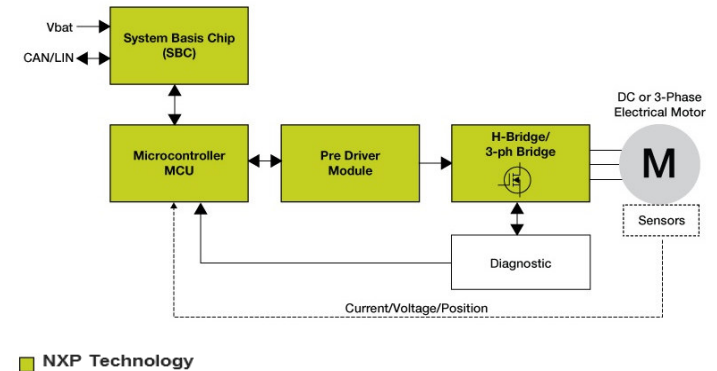 Vbat
CAN/LIN
System Basis Chip
(SBC)
DC or 3-Phase
Electrical Motor
Microcontroller
MCU
Pre Driver
Module
H-Bridge/
3-ph Bridge
M
Sensors
Diagnostic
Current/Voltage/Position
NXP Technology